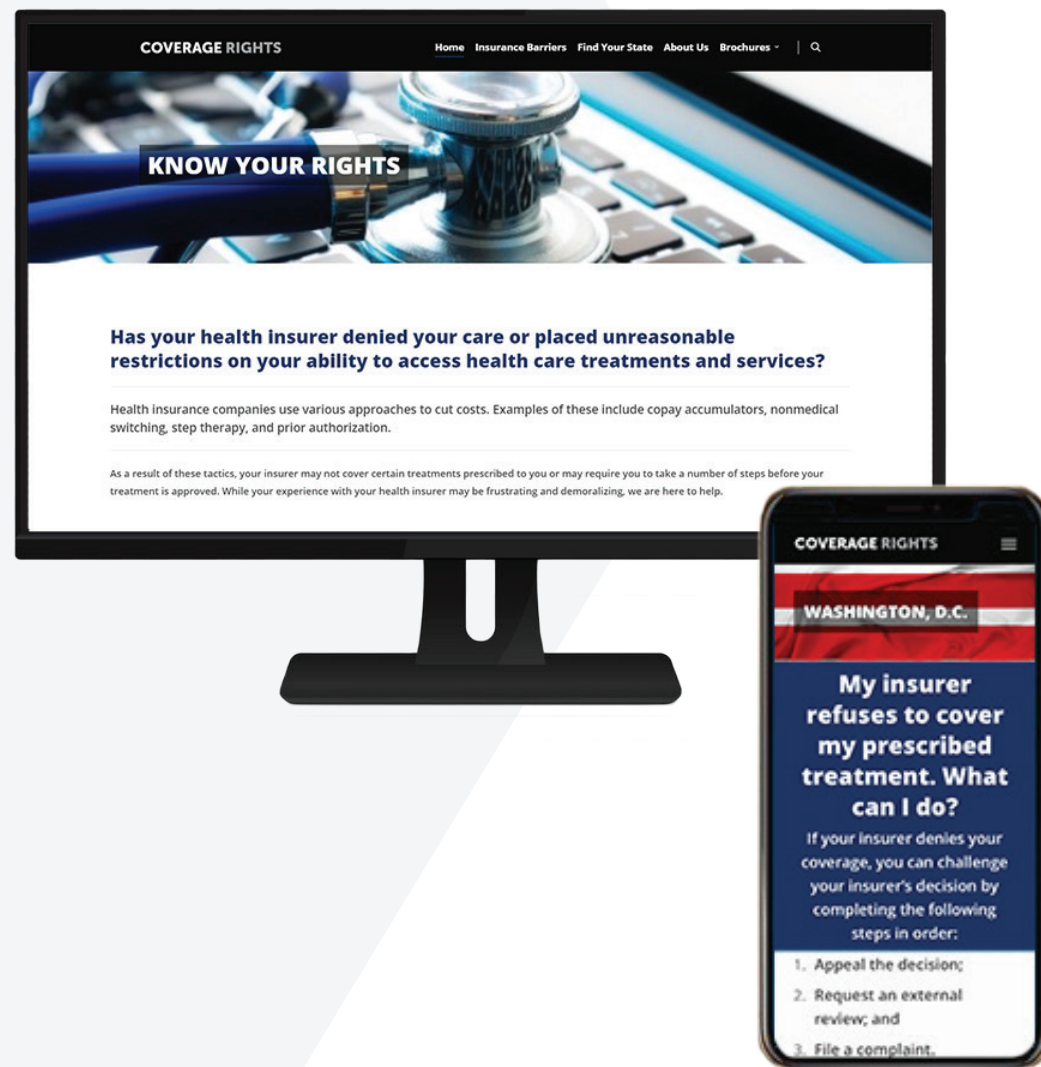 COVERAGE RIGHTS
Home Insurance Barriers Find Your State About Us Brochures
KNOW YOUR RIGHTS
Has your health insurer denied your care or placed unreasonable
restrictions on your ability to access health care treatments and services?
Health insurance companies use various approaches to cut costs. Examples of these include copay accumulators, nonmedical
switching, step therapy, and prior authorization.
As a result of these tactics, your insurer may not cover certain treatments prescribed to you or may require you to take a number of steps before your
treatment is approved. While your experience with your health insurer may be frustrating and demoralizing, we are here to help.
COVERAGE RIGHTS
WASHINGTON, D.C.
My insurer
refuses to cover
my prescribed
treatment. What
can I do?
If your insurer denies your
coverage, you can challenge
your insurer's decision by
completing the following
steps in order:
1. Appeal the decision;
2. Request an external
review; and
3. File a complaint.